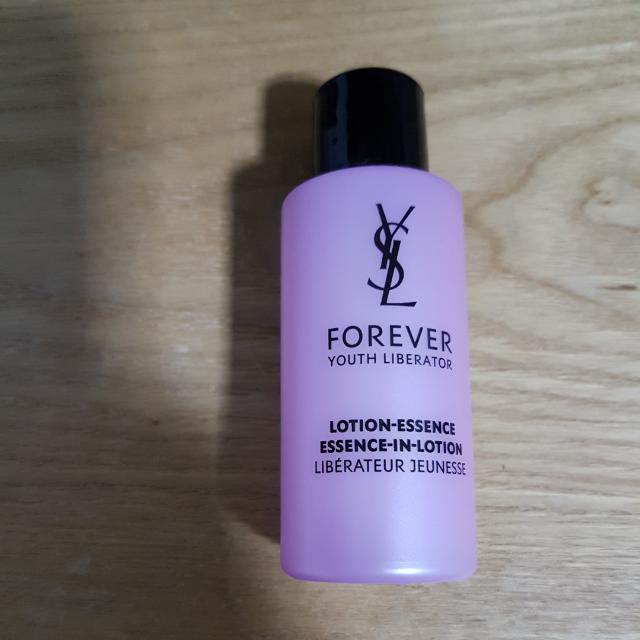 YSL
FOREVER
YOUTH LIBERATOR
LOTION-ESSENCE
ESSENCE-IN-LOTION
LIBÉRATEUR JEUNESSE